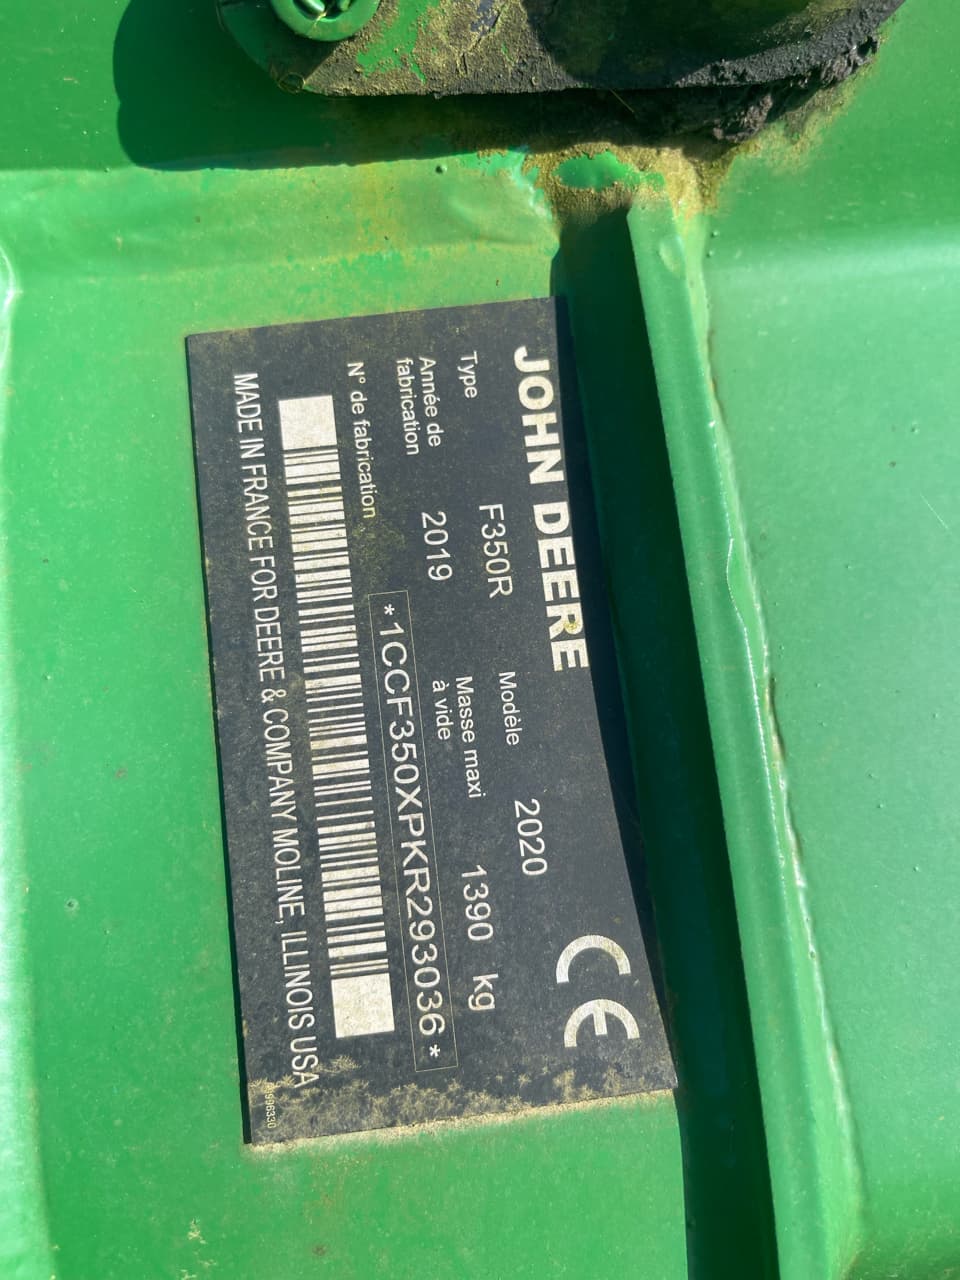 JOHN DEERE
Type F350R Modèle 2020
Année de fabrication 2019 Masse maxi à vide 1390 kg
N° de fabrication
*1CCF350XPKR293036*
MADE IN FRANCE FOR DEERE & COMPANY MOLINE, ILLINOIS USA
CE